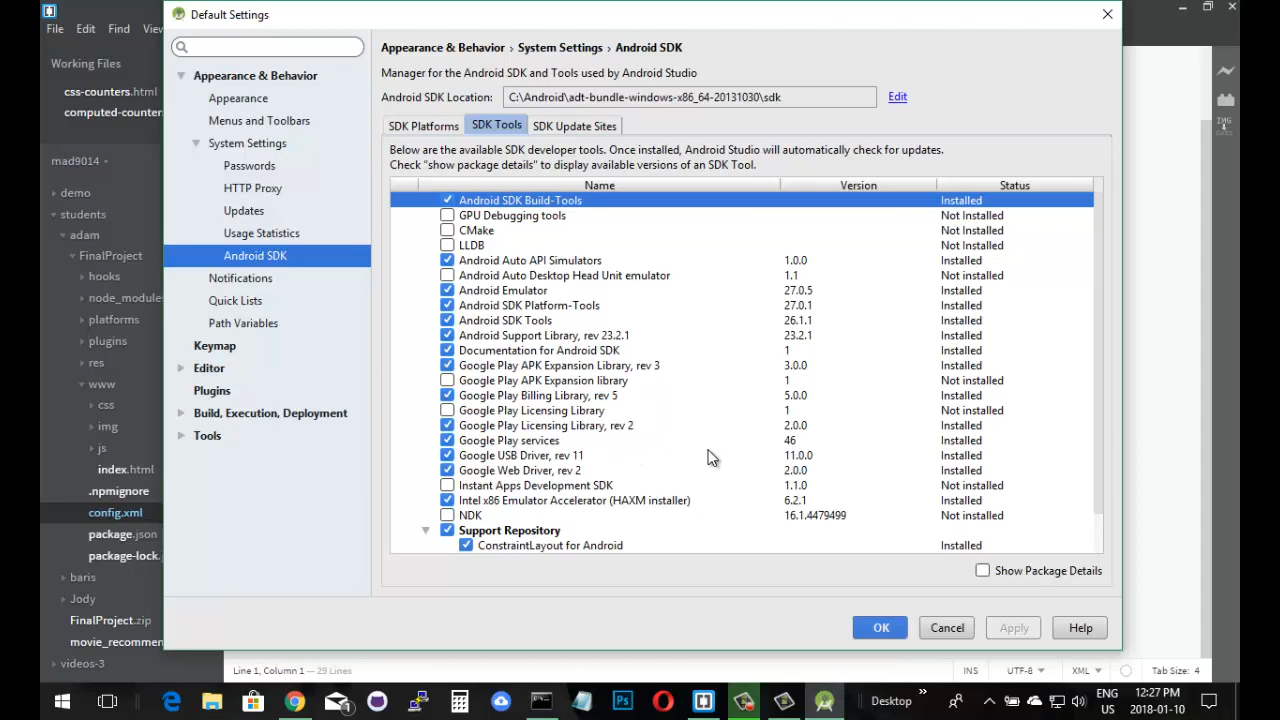 Default Settings
File Edit Find
Working Files
css-counters.html
computed-counter
mad9014
demo
students
adam
FinalProject
hooks
node_modules
platforms
plugins
res
www
css
img
js
index.html
.npmignore
config.xml
package.json
package-lock.
baris
Jody
FinalProject.zip
movie_recommen
videos-3
Appearance & Behavior
Appearance
Menus and Toolbars
System Settings
Passwords
HTTP Proxy
Updates
Usage Statistics
Android SDK
Notifications
Quick Lists
Path Variables
Keymap
Editor
Plugins
Build, Execution, Deployment
Tools
Appearance & Behavior › System Settings › Android SDK
Manager for the Android SDK and Tools used by Android Studio
Android SDK Location: C:\Android\adt-bundle-windows-x86_64-20131030\sdk Edit
SDK Platforms SDK Tools SDK Update Sites
Below are the available SDK developer tools. Once installed, Android Studio will automatically check for updates.
Check "show package details" to display available versions of an SDK Tool.
Name Version Status
Android SDK Build-Tools Installed
GPU Debugging tools Not Installed
CMake Not Installed
LLDB Not Installed
Android Auto API Simulators 1.0.0 Installed
Android Auto Desktop Head Unit emulator 1.1 Not installed
Android Emulator 27.0.5 Installed
Android SDK Platform-Tools 27.0.1 Installed
Android SDK Tools 26.1.1 Installed
Android Support Library, rev 23.2.1 23.2.1 Installed
Documentation for Android SDK 1 Installed
Google Play APK Expansion Library, rev 3 3.0.0 Installed
Google Play APK Expansion library 1 Not installed
Google Play Billing Library, rev 5 5.0.0 Installed
Google Play Licensing Library 1 Not installed
Google Play Licensing Library, rev 2 2.0.0 Installed
Google Play services 46 Installed
Google USB Driver, rev 11 11.0.0 Installed
Google Web Driver, rev 2 2.0.0 Installed
Instant Apps Development SDK 1.1.0 Not installed
Intel x86 Emulator Accelerator (HAXM installer) 6.2.1 Installed
NDK 16.1.4479499 Not installed
Support Repository
ConstraintLayout for Android Installed
Show Package Details
OK Cancel Apply Help
Line 1, Column 1 — 29 Lines INS UTF-8 XML Tab Size: 4
Desktop » ENG 12:27 PM
US 2018-01-10